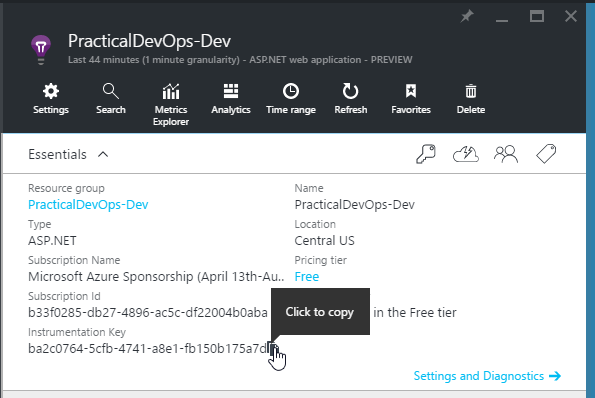 PracticalDevOps-Dev
Last 44 minutes (1 minute granularity) - ASP.NET web application - PREVIEW
Settings
Search
Metrics
Explorer
Analytics
Time range
Refresh
Favorites
Delete
Essentials
Resource group
PracticalDevOps-Dev
Name
PracticalDevOps-Dev
Type
ASP.NET
Location
Central US
Subscription Name
Microsoft Azure Sponsorship (April 13th-Au...
Pricing tier
Free
Subscription Id
b33f0285-db27-4896-ac5c-df22004b0aba
Click to copy
in the Free tier
Instrumentation Key
ba2c0764-5cfb-4741-a8e1-fb150b175a7d
Settings and Diagnostics